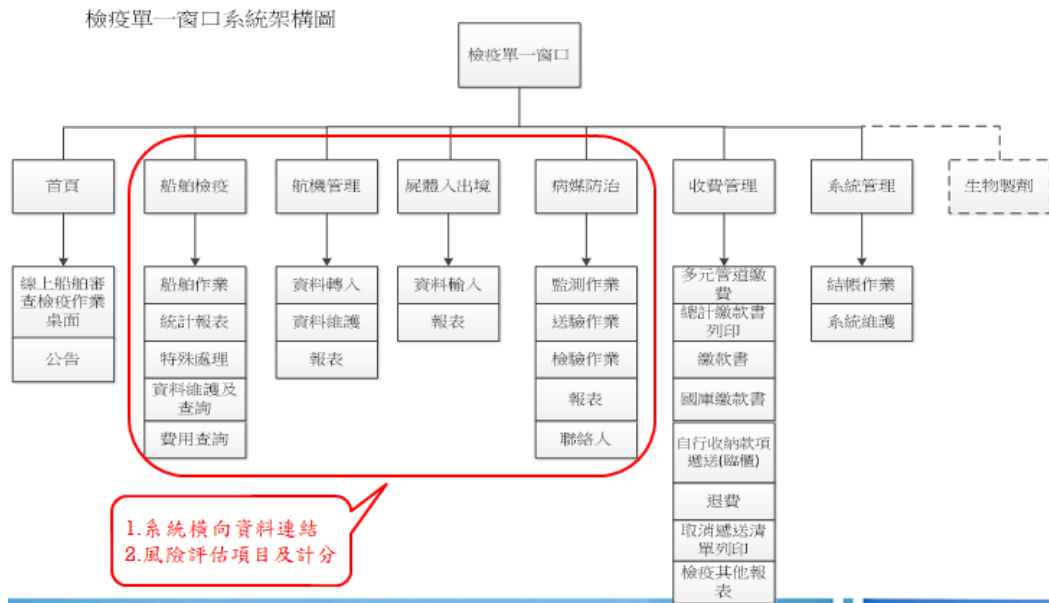 檢疫單一窗口系統架構圖
檢疫單一窗口
首頁
船舶檢疫
航機管理
屍體入出境
病媒防治
收費管理
系統管理
生物製劑
線上船舶審
查檢疫作業
桌面
公告
船舶作業
統計報表
特殊處理
資料維護及
查詢
費用查詢
資料轉入
資料維護
報表
資料輸入
報表
監測作業
送驗作業
檢驗作業
報表
聯絡人
多元管道繳
費
總計繳款書
列印
繳款書
國庫繳款書
自行收納款項
遞送(臨櫃)
退費
取消遞送清
單列印
檢疫其他報
表
結帳作業
系統維護
1.系統橫向資料連結
2.風險評估項目及計分